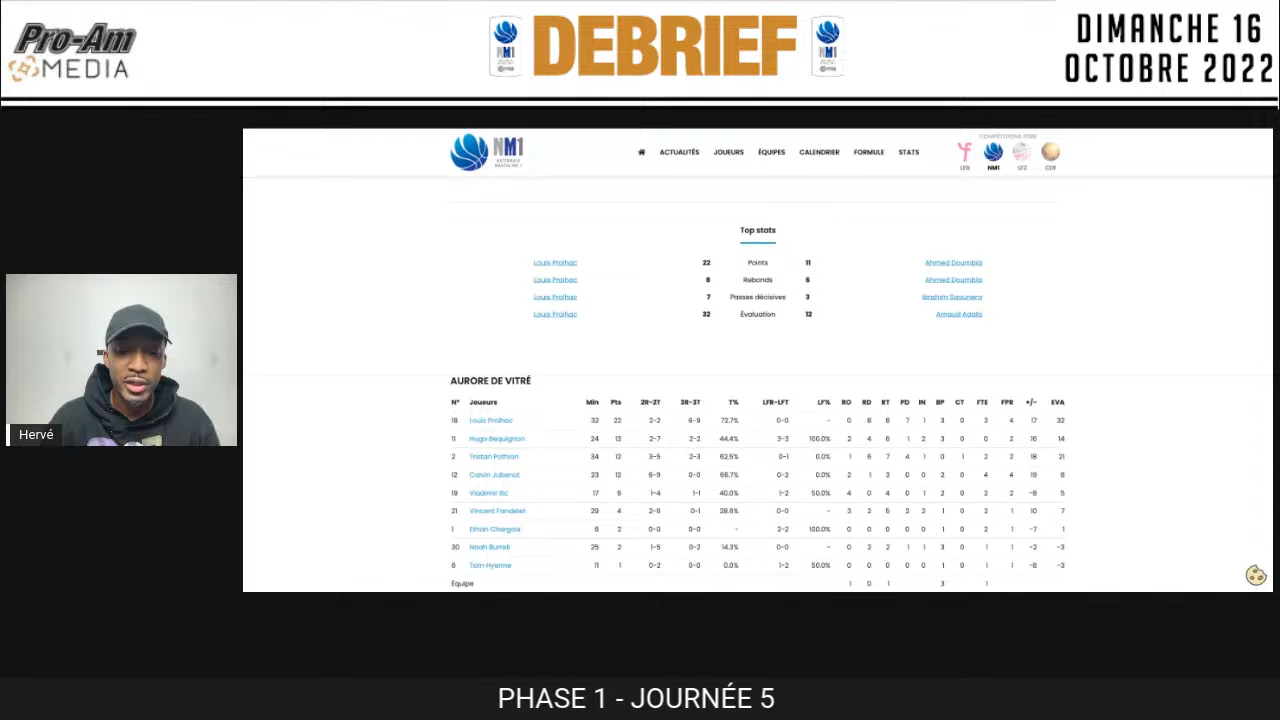 Pro-Am
MEDIA
NM1
DEBRIEF
NM1
DIMANCHE 16
OCTOBRE 2022
NM1
NATIONALE
MASCULINE 1
ACTUALITÉS JOUEURS ÉQUIPES CALENDRIER FORMULE STATS
COMPÉTITIONS FFBB
LFB NM1 LF2 CDF
Top stats
Louis Prolhac 22 Points 11 Ahmed Doumbia
Louis Prolhac 8 Rebonds 6 Ahmed Doumbia
Louis Prolhac 7 Passes décisives 3 Ibrahim Saounera
Louis Prolhac 32 Évaluation 12 Arnaud Adala
AURORE DE VITRÉ
N° Joueurs Min Pts 2R-2T 3R-3T T% LFR-LFT LF% RO RD RT PD IN BP CT FTE FPR +/- EVA
18 Louis Prolhac 32 22 2-2 6-9 72.7% 0-0 - 0 8 8 7 1 3 0 3 4 17 32
11 Hugo Bequignon 24 13 2-7 2-2 44.4% 3-3 100.0% 2 4 6 1 2 3 0 0 2 16 14
2 Tristan Pothion 34 12 3-5 2-3 62.5% 0-1 0.0% 1 6 7 4 1 0 1 2 2 18 21
12 Calvin Jubenot 23 12 6-9 0-0 66.7% 0-2 0.0% 2 1 3 0 0 2 0 4 4 19 6
19 Vladimir Ilic 17 6 1-4 1-1 40.0% 1-2 50.0% 4 0 4 0 1 2 0 2 2 -8 5
21 Vincent Fandelet 29 4 2-6 0-1 28.6% 0-0 - 3 2 5 2 2 1 0 2 1 10 7
1 Ethan Chargois 6 2 0-0 0-0 - 2-2 100.0% 0 0 0 0 0 1 0 2 1 -7 1
30 Noah Burrell 25 2 1-5 0-2 14.3% 0-0 - 0 2 2 1 1 3 0 1 1 -2 -3
6 Tom Hyenne 11 1 0-2 0-0 0.0% 1-2 50.0% 0 0 0 0 0 1 0 1 1 -8 -3
Équipe 1 0 1 3 1
Hervé
PHASE 1 - JOURNÉE 5